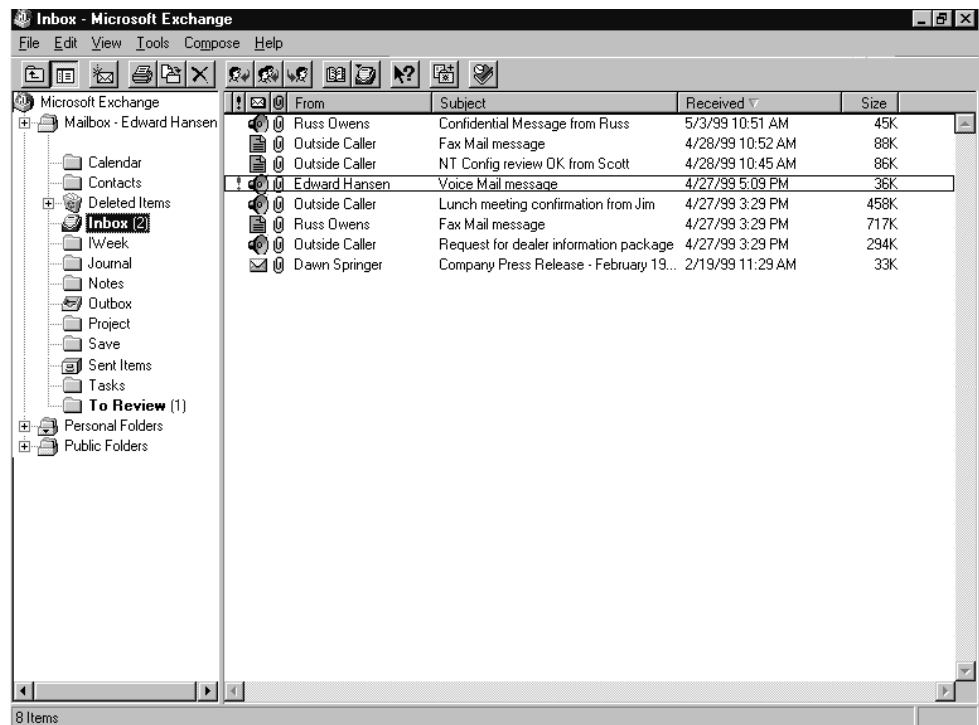 Inbox - Microsoft Exchange
File Edit View Tools Compose Help
Microsoft Exchange
Mailbox - Edward Hansen
Calendar
Contacts
Deleted Items
Inbox (2)
IWeek
Journal
Notes
Outbox
Project
Save
Sent Items
Tasks
To Review (1)
Personal Folders
Public Folders
! From Subject Received Size
Russ Owens Confidential Message from Russ 5/3/99 10:51 AM 45K
Outside Caller Fax Mail message 4/28/99 10:52 AM 88K
Outside Caller NT Config review OK from Scott 4/28/99 10:45 AM 86K
! Edward Hansen Voice Mail message 4/27/99 5:09 PM 36K
Outside Caller Lunch meeting confirmation from Jim 4/27/99 3:29 PM 458K
Russ Owens Fax Mail message 4/27/99 3:29 PM 717K
Outside Caller Request for dealer information package 4/27/99 3:29 PM 294K
Dawn Springer Company Press Release - February 19... 2/19/99 11:29 AM 33K
8 Items